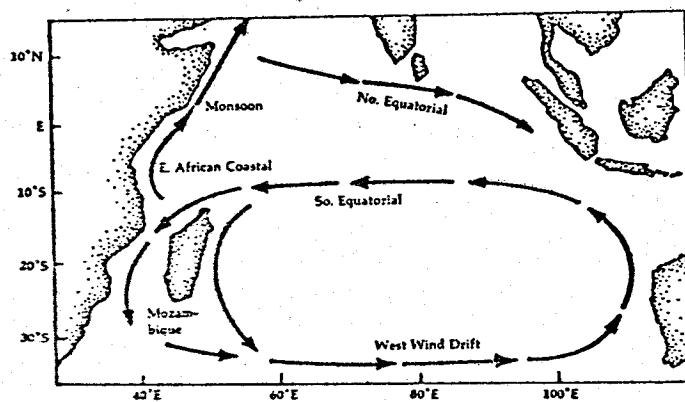 10°N
E
10°S
20°S
30°S
Monsoon
No. Equatorial
E. African Coastal
So. Equatorial
Mozam-
bique
West Wind Drift
40°E
60°E
80°E
100°E